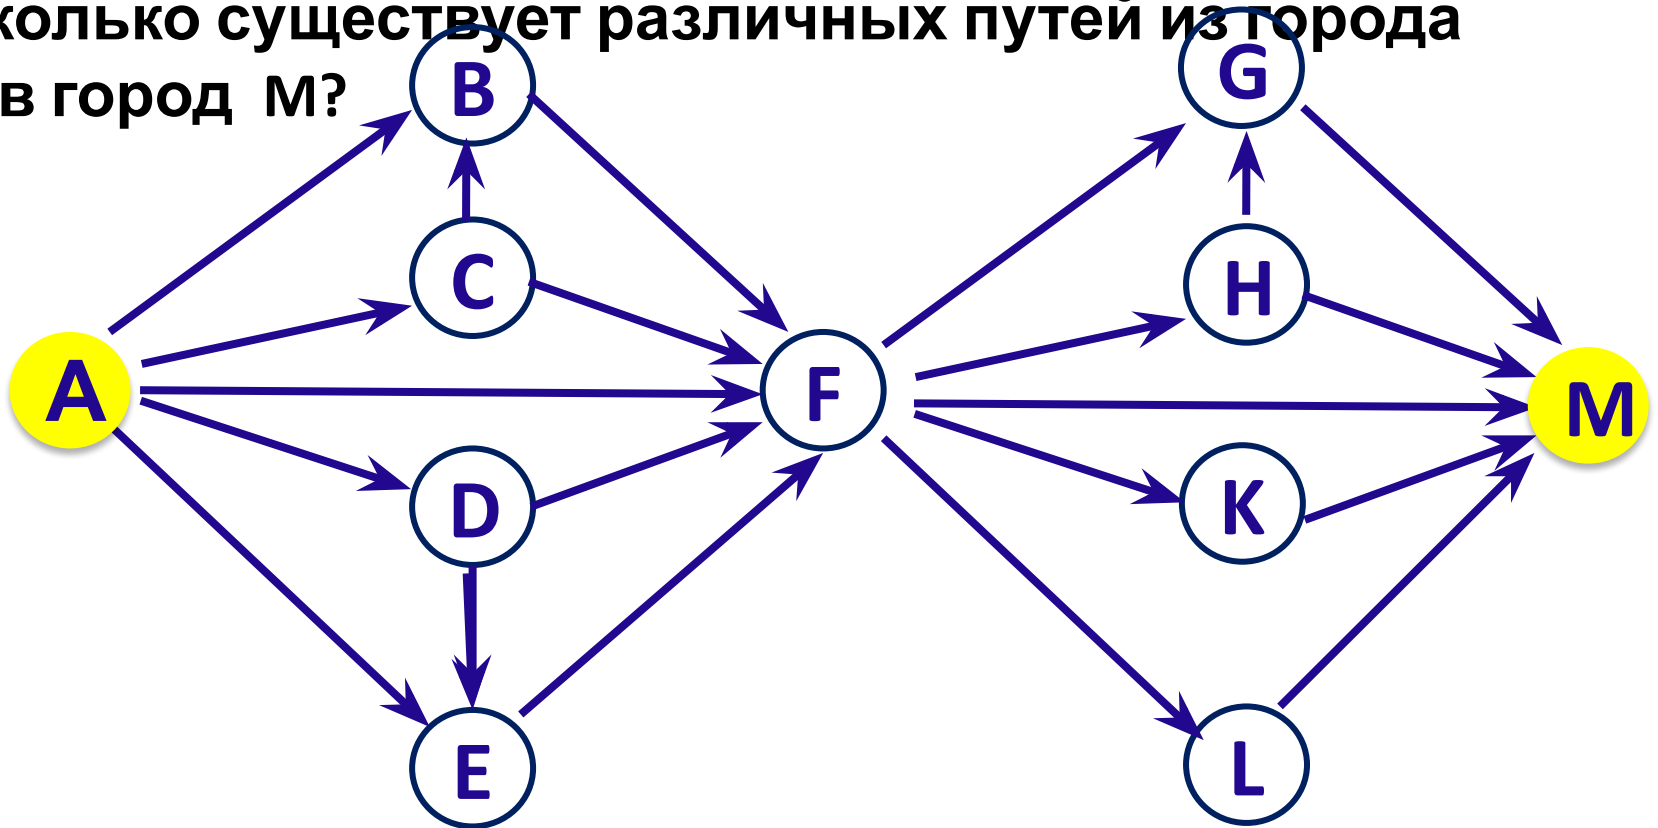 колько существует различных путей из города
в город М?
B
G
C
H
A
F
M
D
K
E
L